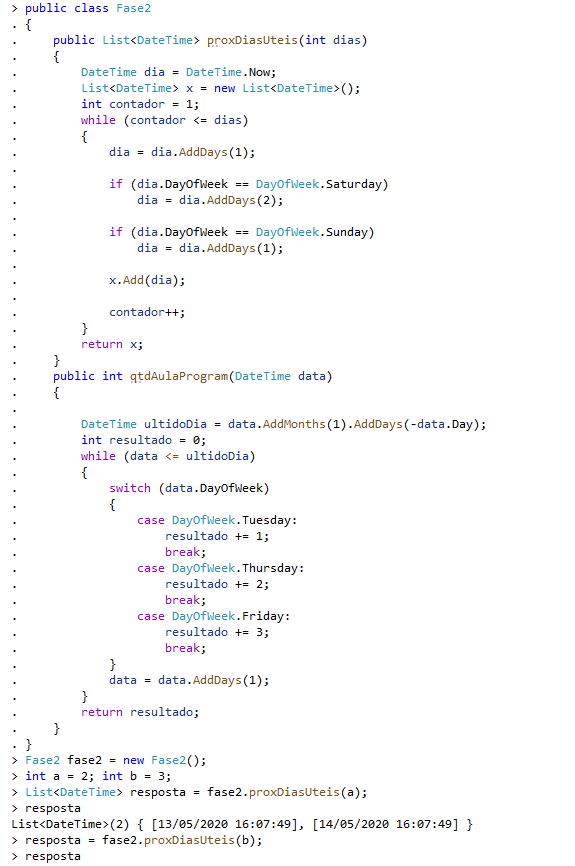 > public class Fase2
. {
.     public List<DateTime> proxDiasUteis(int dias)
.     {
.         DateTime dia = DateTime.Now;
.         List<DateTime> x = new List<DateTime>();
.         int contador = 1;
.         while (contador <= dias)
.         {
.             dia = dia.AddDays(1);
.
.             if (dia.DayOfWeek == DayOfWeek.Saturday)
.                 dia = dia.AddDays(2);
.
.             if (dia.DayOfWeek == DayOfWeek.Sunday)
.                 dia = dia.AddDays(1);
.
.             x.Add(dia);
.
.             contador++;
.         }
.         return x;
.     }
.     public int qtdAulaProgram(DateTime data)
.     {
.
.         DateTime ultidoDia = data.AddMonths(1).AddDays(-data.Day);
.         int resultado = 0;
.         while (data <= ultidoDia)
.         {
.             switch (data.DayOfWeek)
.             {
.                 case DayOfWeek.Tuesday:
.                     resultado += 1;
.                     break;
.                 case DayOfWeek.Thursday:
.                     resultado += 2;
.                     break;
.                 case DayOfWeek.Friday:
.                     resultado += 3;
.                     break;
.             }
.             data = data.AddDays(1);
.         }
.         return resultado;
.     }
. }
> Fase2 fase2 = new Fase2();
> int a = 2; int b = 3;
> List<DateTime> resposta = fase2.proxDiasUteis(a);
> resposta
List<DateTime>(2) { [13/05/2020 16:07:49], [14/05/2020 16:07:49] }
> resposta = fase2.proxDiasUteis(b);
> resposta